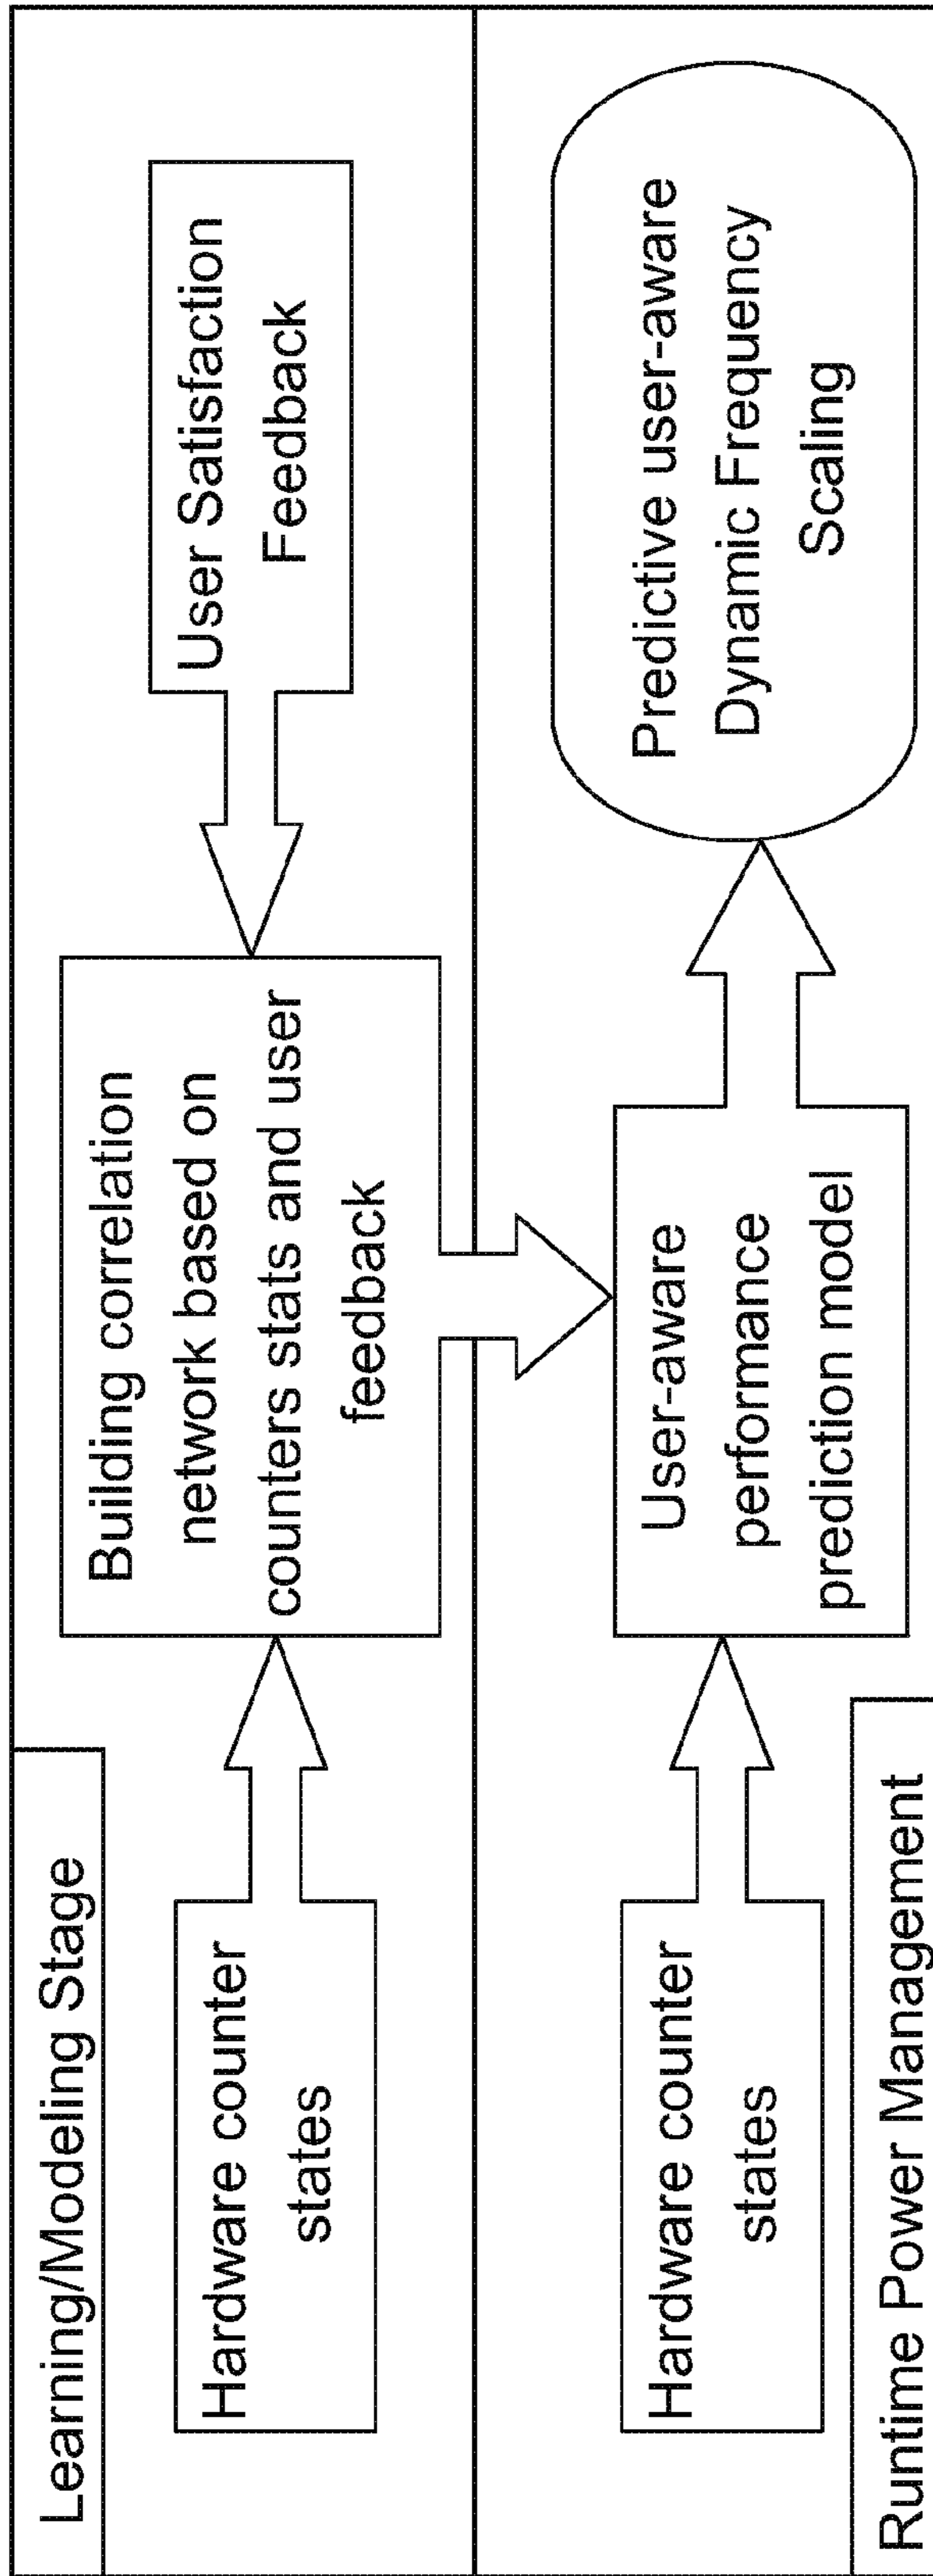 Learning/Modeling Stage
Hardware counter
states
Building correlation
network based on
counters stats and user
feedback
User Satisfaction
Feedback
Hardware counter
states
User-aware
performance
prediction model
Predictive user-aware
Dynamic Frequency
Scaling
Runtime Power Management